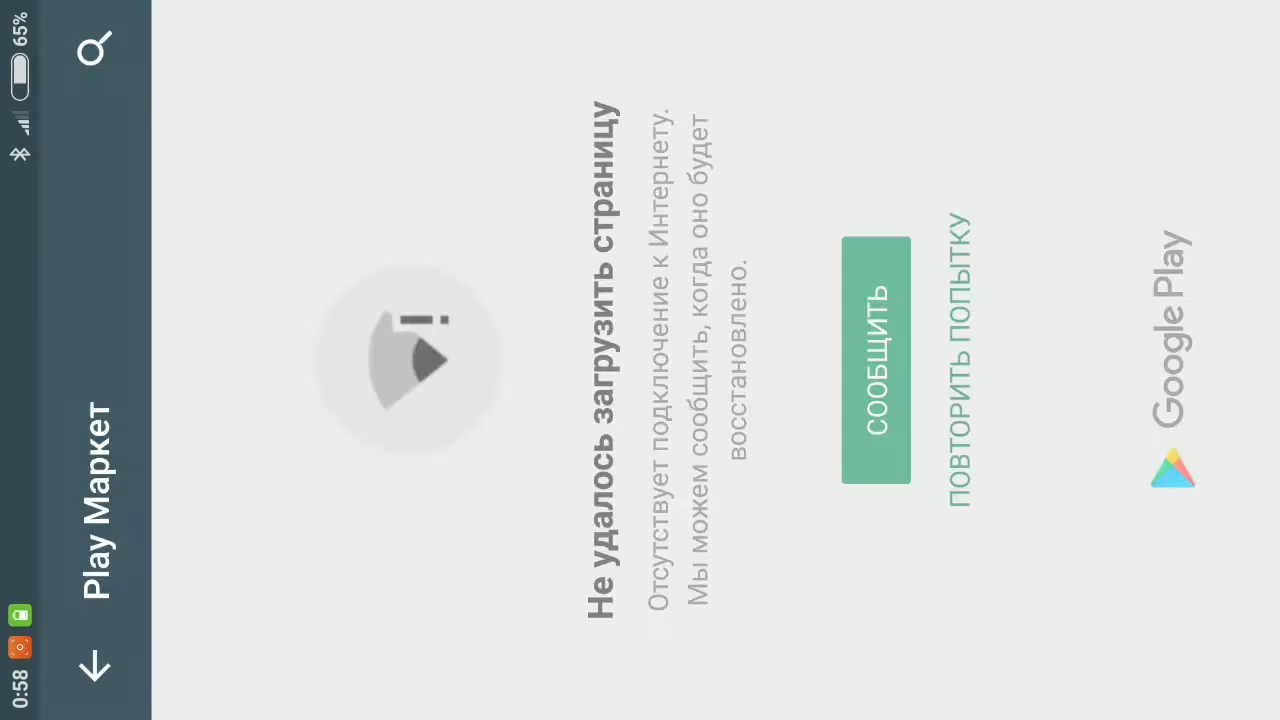 0:58
65%
Play Маркет
Не удалось загрузить страницу
Отсутствует подключение к Интернету.
Мы можем сообщить, когда оно будет
восстановлено.
СООБЩИТЬ
ПОВТОРИТЬ ПОПЫТКУ
Google Play